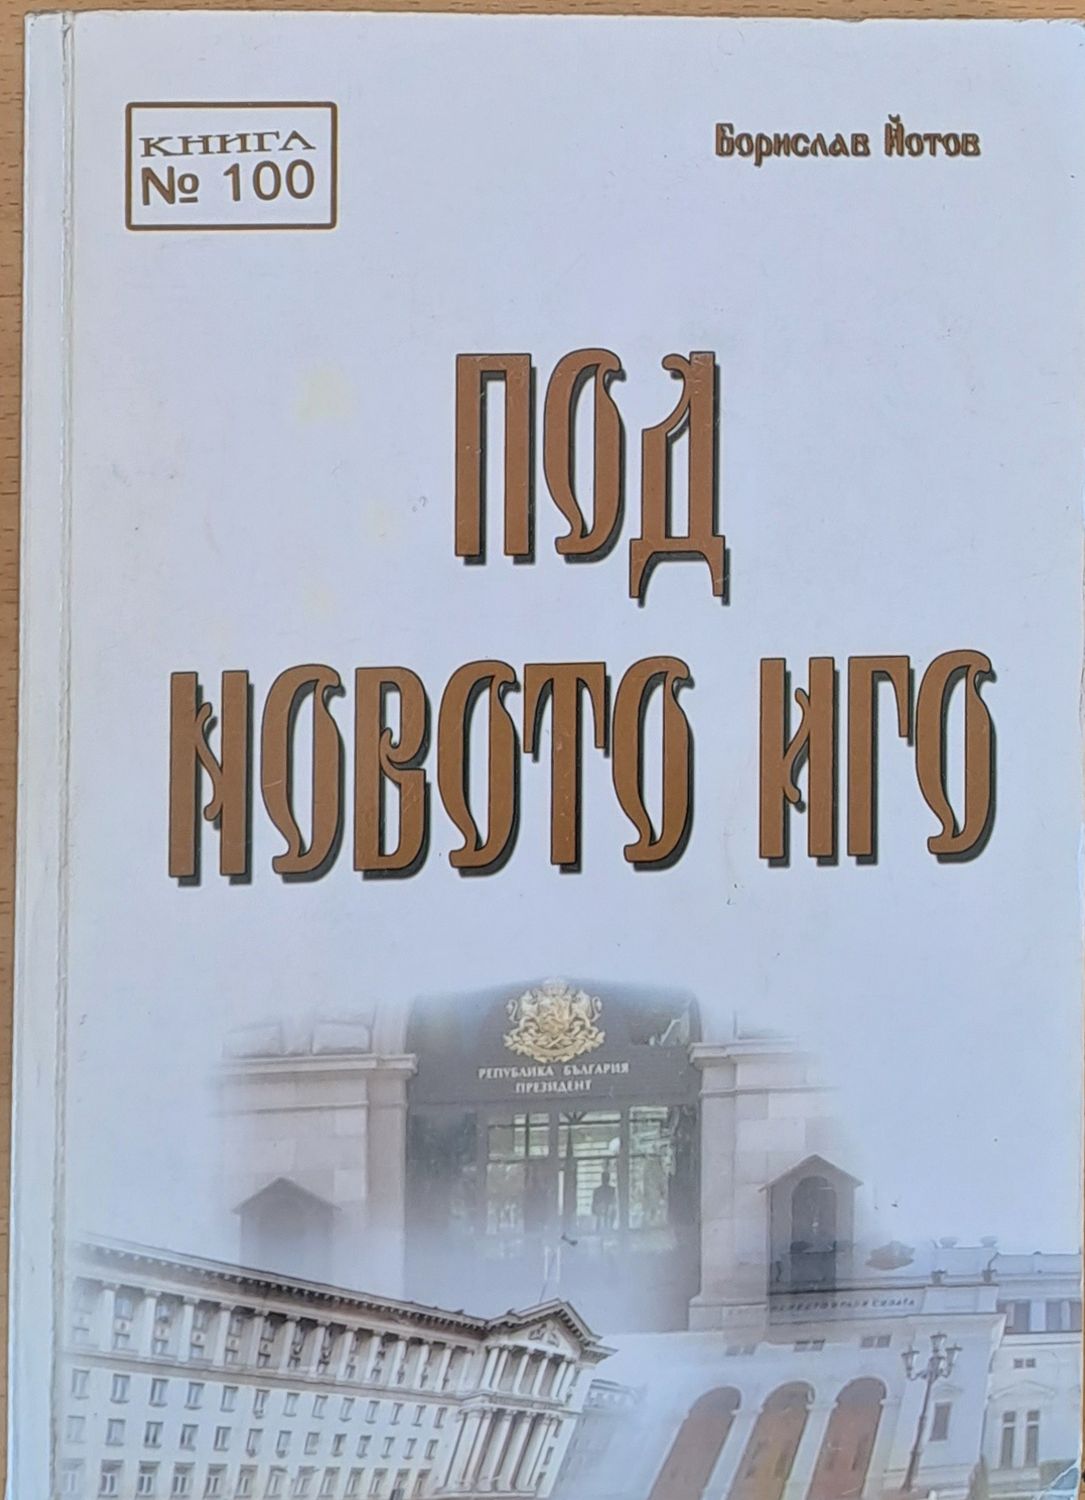 КНИГА
№ 100
Борислав Йотов
ПОД
НОВОТО ИГО
РЕПУБЛИКА БЪЛГАРИЯ
ПРЕЗИДЕНТ